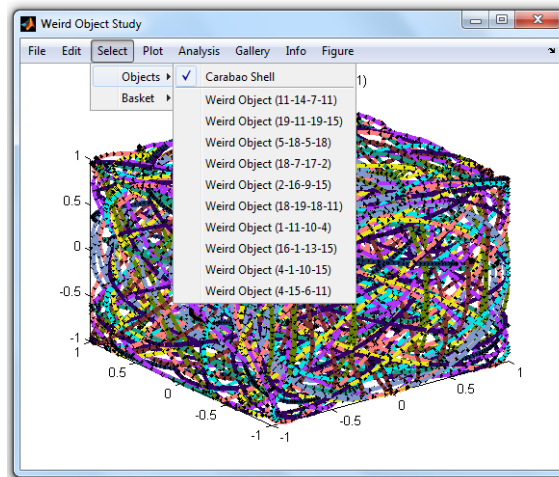 Weird Object Study
File Edit Select Plot Analysis Gallery Info Figure
Objects
Basket
Carabao Shell
Weird Object (11-14-7-11)
Weird Object (19-11-19-15)
Weird Object (5-18-5-18)
Weird Object (18-7-17-2)
Weird Object (2-16-9-15)
Weird Object (18-19-18-11)
Weird Object (1-11-10-4)
Weird Object (16-1-13-15)
Weird Object (4-1-10-15)
Weird Object (4-15-6-11)
1)
1
0.5
0
-0.5
-1
1
0.5
0
-0.5
-1
-1
-0.5
0
0.5
1